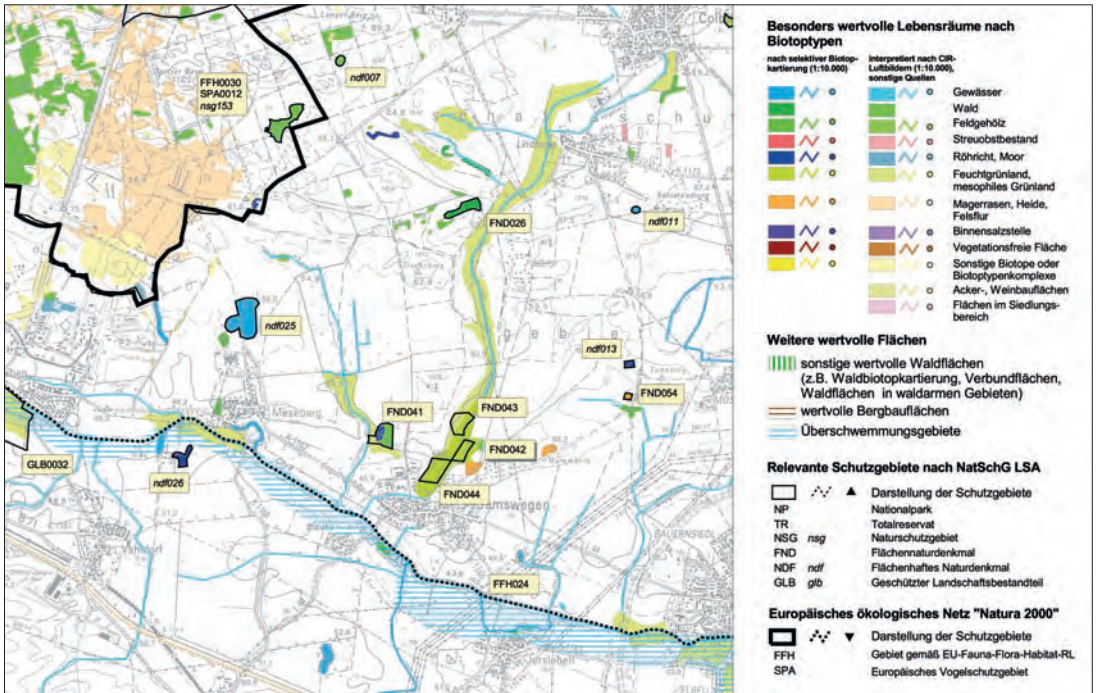 Colb
FFH0030
SPA0012
nsg153
ndf007
Lindhorst
ndf011
FND026
ndf025
ndf013
FND054
Meseberg
FND041
FND043
FND042
GLB0032
ndf026
FND044
Jamswegen
Vahldorf
BAUERNSIEDL
FFH024
Jersleben
Besonders wertvolle Lebensräume nach
Biotoptypen
nach selektiver Biotop-
kartierung (1:10.000)
interpretiert nach CIR-
Luftbildern (1:10.000),
sonstige Quellen
Gewässer
Wald
Feldgehölz
Streuobstbestand
Röhricht, Moor
Feuchtgrünland,
mesophiles Grünland
Magerrasen, Heide,
Felsflur
Binnensalzstelle
Vegetationsfreie Fläche
Sonstige Biotope oder
Biotoptypenkomplexe
Acker-, Weinbauflächen
Flächen im Siedlungs-
bereich
Weitere wertvolle Flächen
sonstige wertvolle Waldflächen
(z.B. Waldbiotopkartierung, Verbundflächen,
Waldflächen in waldarmen Gebieten)
wertvolle Bergbauflächen
Überschwemmungsgebiete
Relevante Schutzgebiete nach NatSchG LSA
Darstellung der Schutzgebiete
NP Nationalpark
TR Totalreservat
NSG nsg Naturschutzgebiet
FND Flächennaturdenkmal
NDF ndf Flächenhaftes Naturdenkmal
GLB glb Geschützter Landschaftsbestandteil
Europäisches ökologisches Netz "Natura 2000"
Darstellung der Schutzgebiete
FFH Gebiet gemäß EU-Fauna-Flora-Habitat-RL
SPA Europäisches Vogelschutzgebiet